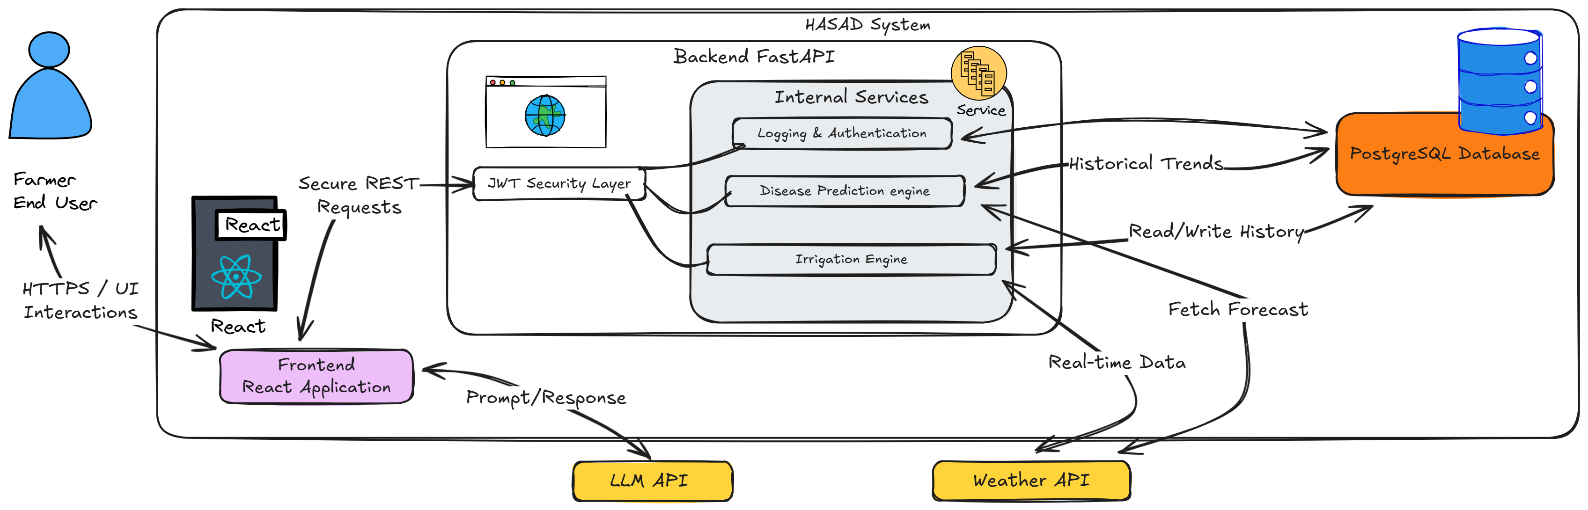 HASAD System
Backend FastAPI
Internal Services
Service
Logging & Authentication
PostgreSQL Database
Historical Trends
Farmer
End User
Secure REST
Requests
JWT Security Layer
Disease Prediction engine
React
Read/Write History
Irrigation Engine
HTTPS / UI
Interactions
React
Fetch Forecast
Frontend
React Application
Real-time Data
Prompt/Response
LLM API
Weather API